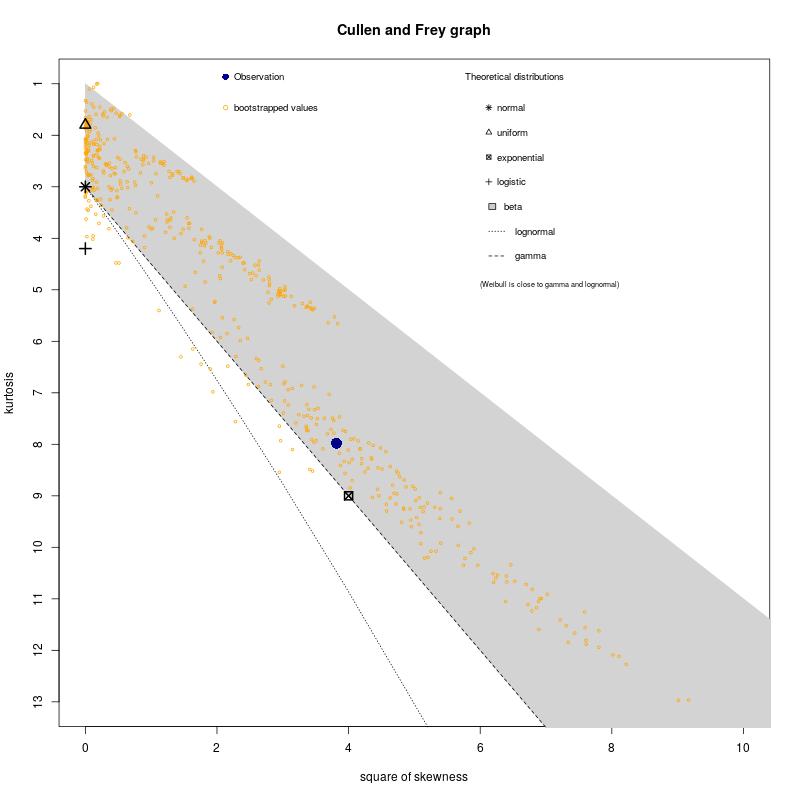 Cullen and Frey graph
Observation
bootstrapped values
Theoretical distributions
normal
uniform
exponential
logistic
beta
lognormal
gamma
(Weibull is close to gamma and lognormal)
kurtosis
1
2
3
4
5
6
7
8
9
10
11
12
13
0 2 4 6 8 10
square of skewness